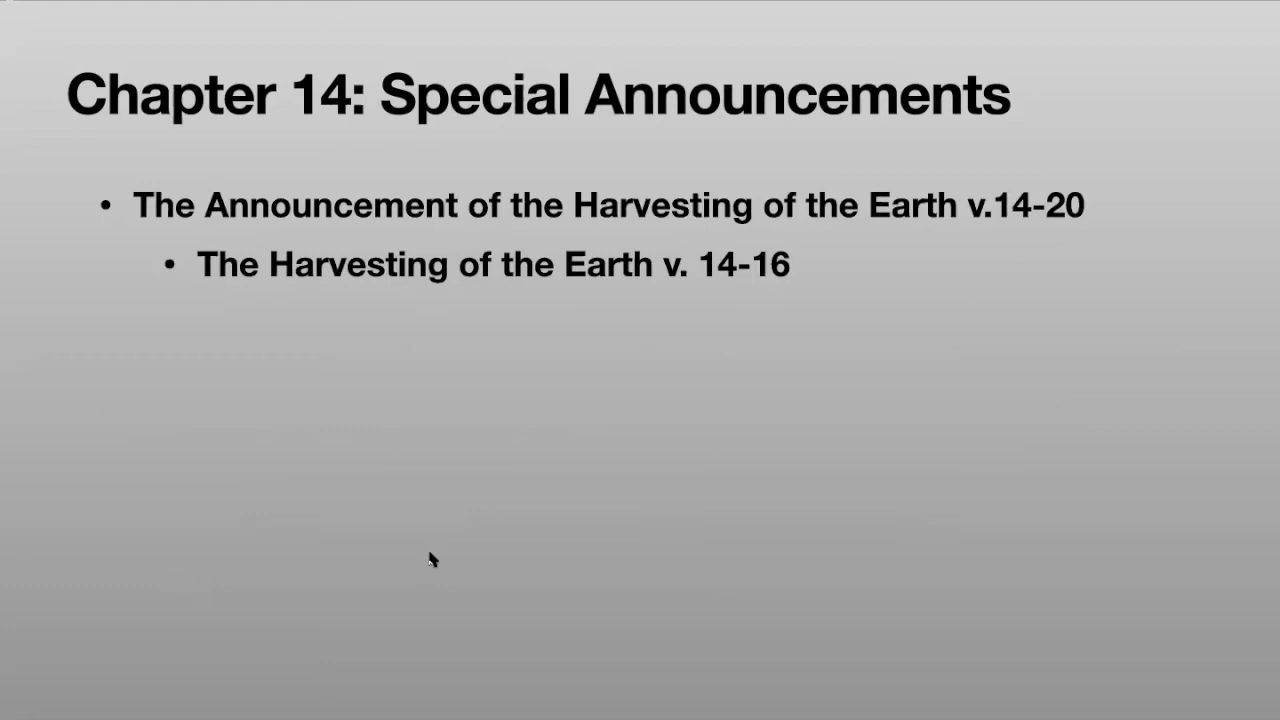 Chapter 14: Special Announcements
• The Announcement of the Harvesting of the Earth v.14-20
• The Harvesting of the Earth v. 14-16